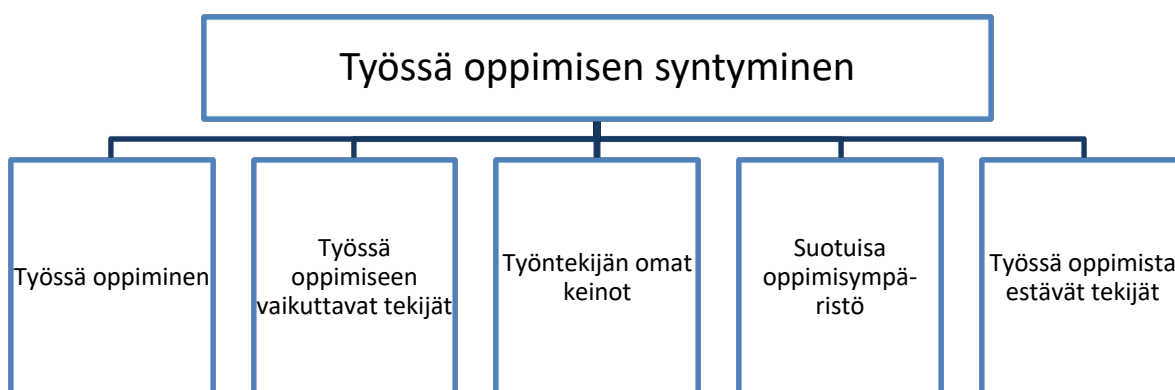 Työssä oppimisen syntyminen
Työssä oppiminen
Työssä
oppimiseen
vaikuttavat tekijät
Työntekijän omat
keinot
Suotuisa
oppimisympä-
ristö
Työssä oppimista
estävät tekijät